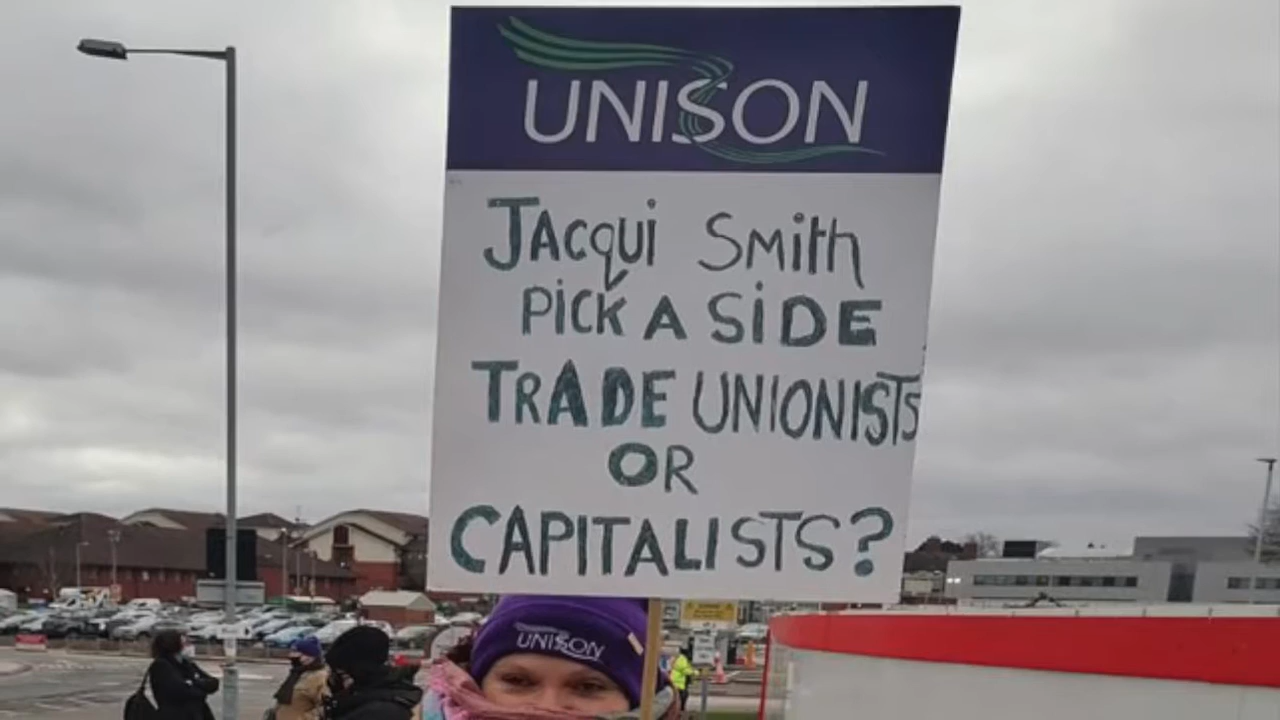 UNISON
JACQUI SMITH
PICK A SIDE
TRADE UNIONISTS
OR
CAPITALISTS?
UNISON